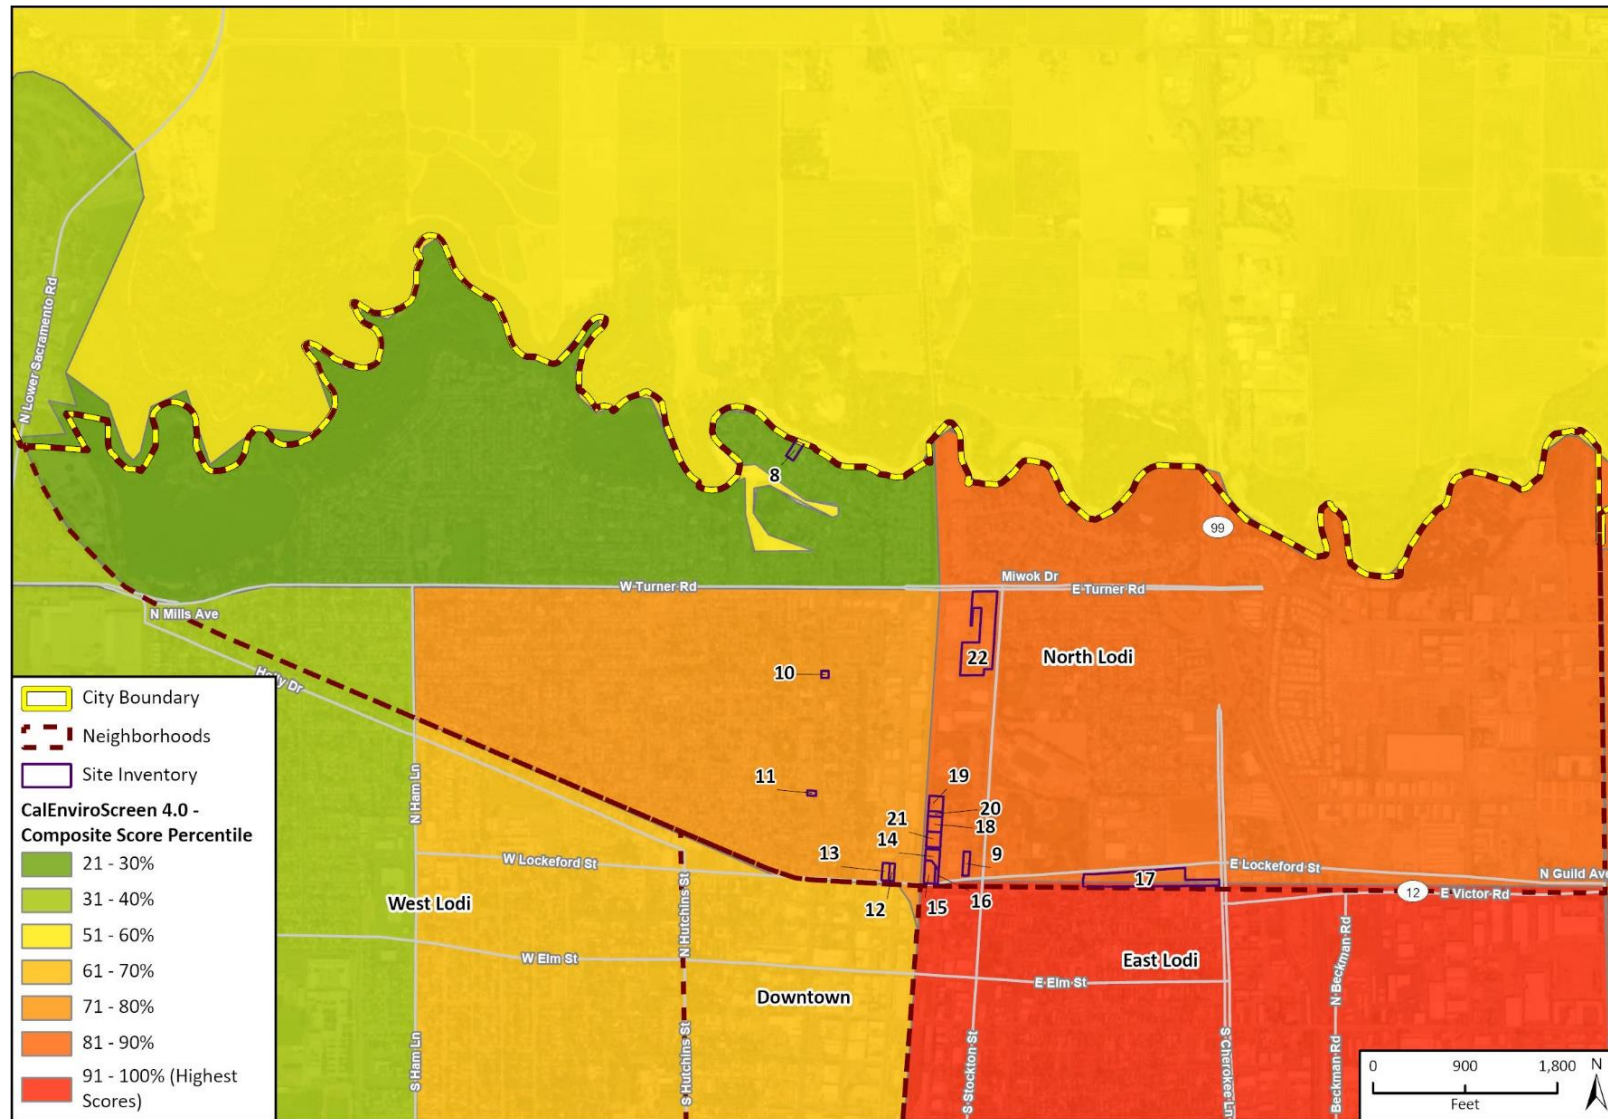 N Lower Sacramento Rd
8
99
Miwok Dr
W Turner Rd
E Turner Rd
N Mills Ave
Holly Dr
10
22
North Lodi
N Ham Ln
11
19
20
21
18
14
13
9
W Lockeford St
E Lockeford St
17
N Guild Ave
12
E Victor Rd
12
15
16
West Lodi
N Hutchins St
W Elm St
East Lodi
E Elm St
Downtown
N Beckman Rd
S Ham Ln
S Hutchins St
S Stockton St
S Cherokee Ln
Beckman Rd
City Boundary
Neighborhoods
Site Inventory
CalEnviroScreen 4.0 -
Composite Score Percentile
21 - 30%
31 - 40%
51 - 60%
61 - 70%
71 - 80%
81 - 90%
91 - 100% (Highest
Scores)
0 900 1,800
Feet
N